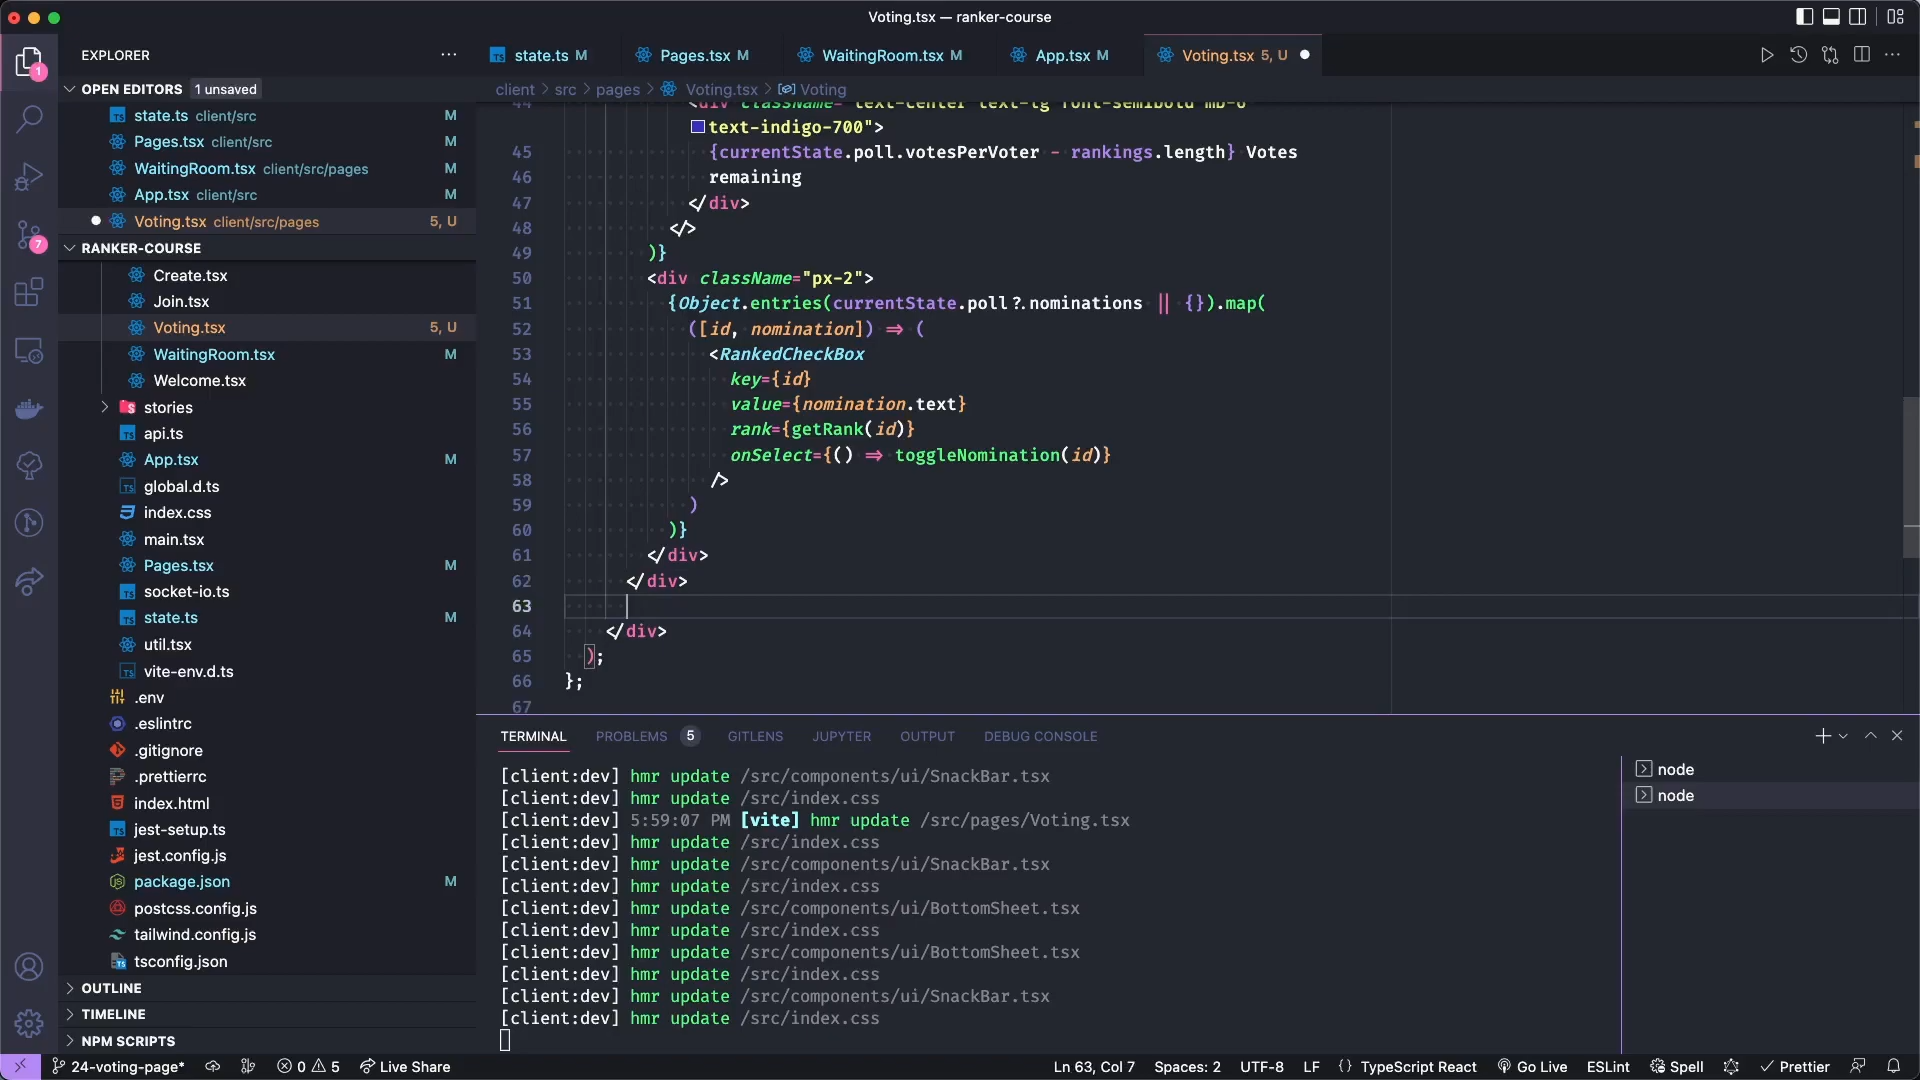 Voting.tsx — ranker-course
EXPLORER
OPEN EDITORS 1 unsaved
state.ts client/src M
Pages.tsx client/src M
WaitingRoom.tsx client/src/pages M
App.tsx client/src M
Voting.tsx client/src/pages 5, U
RANKER-COURSE
Create.tsx
Join.tsx
Voting.tsx 5, U
WaitingRoom.tsx M
Welcome.tsx
stories
api.ts
App.tsx M
global.d.ts
index.css
main.tsx
Pages.tsx M
socket-io.ts
state.ts M
util.tsx
vite-env.d.ts
.env
.eslintrc
.gitignore
.prettierrc
index.html
jest-setup.ts
jest.config.js
package.json M
postcss.config.js
tailwind.config.js
tsconfig.json
OUTLINE
TIMELINE
NPM SCRIPTS
1
7
state.ts M Pages.tsx M WaitingRoom.tsx M App.tsx M Voting.tsx 5, U
client > src > pages > Voting.tsx > Voting
44 <div className="text-center text-lg font-semibold mb-6
text-indigo-700">
45 {currentState.poll.votesPerVoter - rankings.length} Votes
46 remaining
47 </div>
48 </>
49 )}
50 <div className="px-2">
51 {Object.entries(currentState.poll?.nominations || {}).map(
52 ([id, nomination]) => (
53 <RankedCheckBox
54 key={id}
55 value={nomination.text}
56 rank={getRank(id)}
57 onSelect={() => toggleNomination(id)}
58 />
59 )
60 )}
61 </div>
62 </div>
63
64 </div>
65 );
66 };
67
TERMINAL PROBLEMS 5 GITLENS JUPYTER OUTPUT DEBUG CONSOLE
[client:dev] hmr update /src/components/ui/SnackBar.tsx
[client:dev] hmr update /src/index.css
[client:dev] 5:59:07 PM [vite] hmr update /src/pages/Voting.tsx
[client:dev] hmr update /src/index.css
[client:dev] hmr update /src/components/ui/SnackBar.tsx
[client:dev] hmr update /src/index.css
[client:dev] hmr update /src/components/ui/BottomSheet.tsx
[client:dev] hmr update /src/index.css
[client:dev] hmr update /src/components/ui/BottomSheet.tsx
[client:dev] hmr update /src/index.css
[client:dev] hmr update /src/components/ui/SnackBar.tsx
[client:dev] hmr update /src/index.css
node
node
24-voting-page* 0 5 Live Share Ln 63, Col 7 Spaces: 2 UTF-8 LF {} TypeScript React Go Live ESLint Spell Prettier